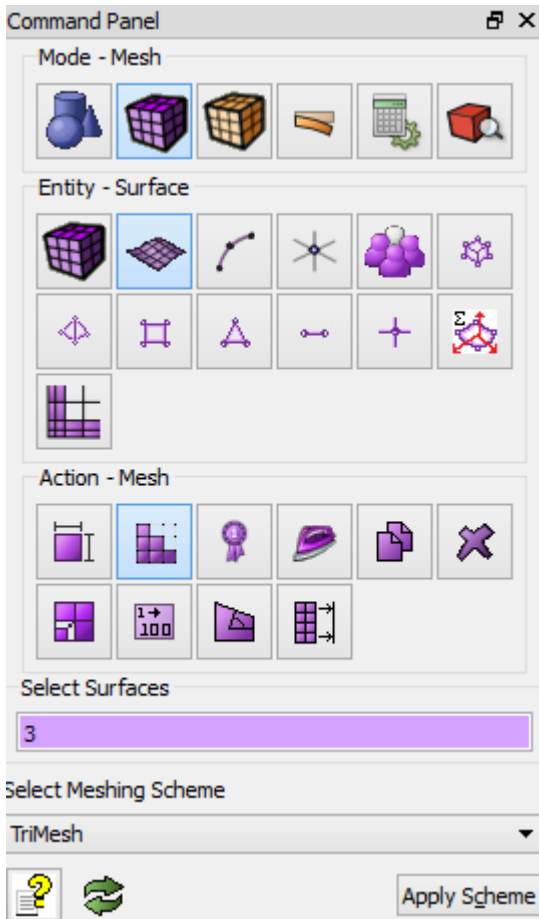 Command Panel
Mode - Mesh
Entity - Surface
Σ
Action - Mesh
1
1→
100
Select Surfaces
3
Select Meshing Scheme
TriMesh
?
Apply Scheme